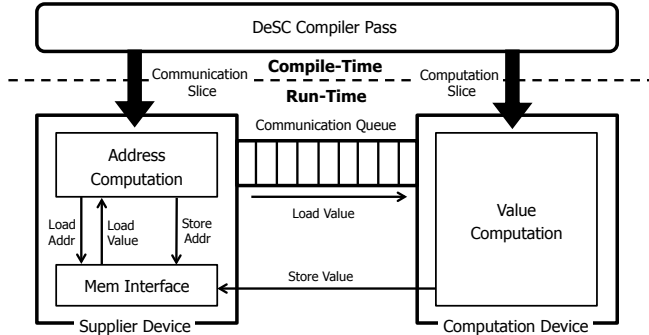 DeSC Compiler Pass
Communication
Slice
Compile-Time
Computation
Slice
Run-Time
Communication Queue
Address
Computation
Load
Addr
Load
Value
Store
Addr
Mem Interface
Supplier Device
Load Value
Store Value
Value
Computation
Computation Device